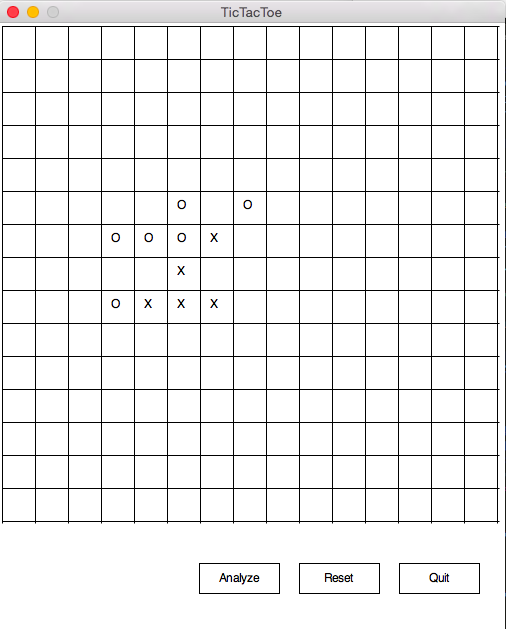 TicTacToe
O O
O O O X
X
O X X X
Analyze Reset Quit